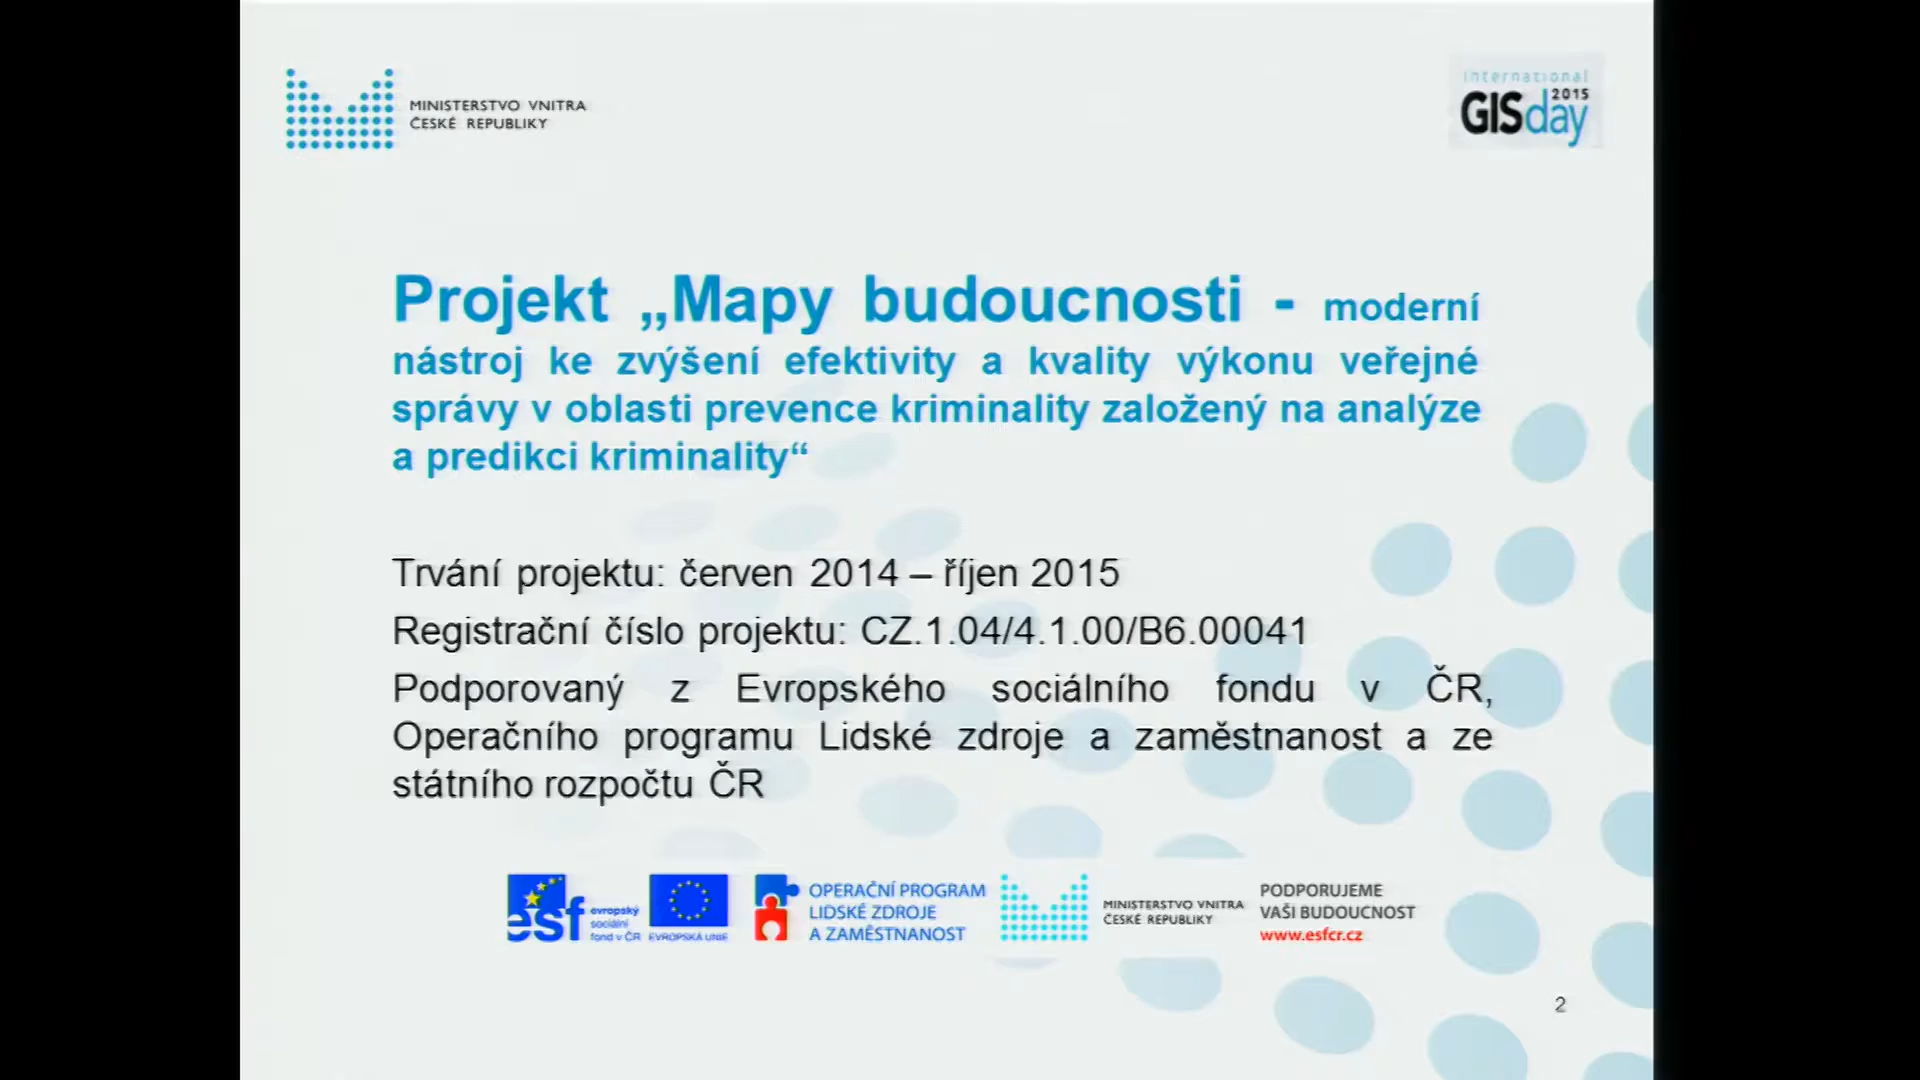 MINISTERSTVO VNITRA
ČESKÉ REPUBLIKY
international
2015
GISday
Projekt „Mapy budoucnosti - moderní
nástroj ke zvýšení efektivity a kvality výkonu veřejné
správy v oblasti prevence kriminality založený na analýze
a predikci kriminality“
Trvání projektu: červen 2014 – říjen 2015
Registrační číslo projektu: CZ.1.04/4.1.00/B6.00041
Podporovaný z Evropského sociálního fondu v ČR,
Operačního programu Lidské zdroje a zaměstnanost a ze
státního rozpočtu ČR
esf
evropský
sociální
fond v ČR
EVROPSKÁ UNIE
OPERAČNÍ PROGRAM
LIDSKÉ ZDROJE
A ZAMĚSTNANOST
MINISTERSTVO VNITRA
ČESKÉ REPUBLIKY
PODPORUJEME
VAŠI BUDOUCNOST
www.esfcr.cz
2